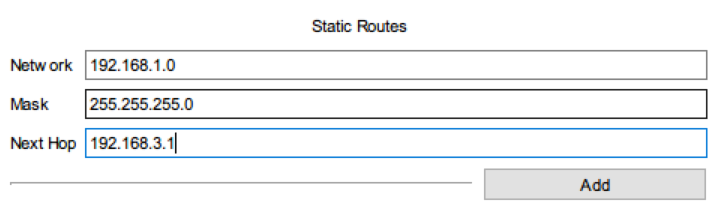 Static Routes
Network 192.168.1.0
Mask 255.255.255.0
Next Hop 192.168.3.1
Add